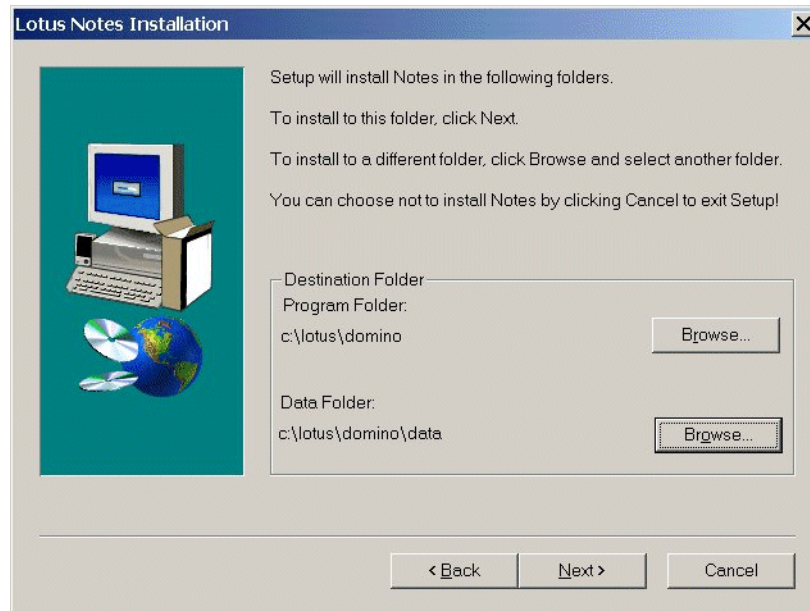 Lotus Notes Installation
Setup will install Notes in the following folders.
To install to this folder, click Next.
To install to a different folder, click Browse and select another folder.
You can choose not to install Notes by clicking Cancel to exit Setup!
Destination Folder
Program Folder:
c:\lotus\domino
Browse...
Data Folder:
c:\lotus\domino\data
Browse...
< Back
Next >
Cancel